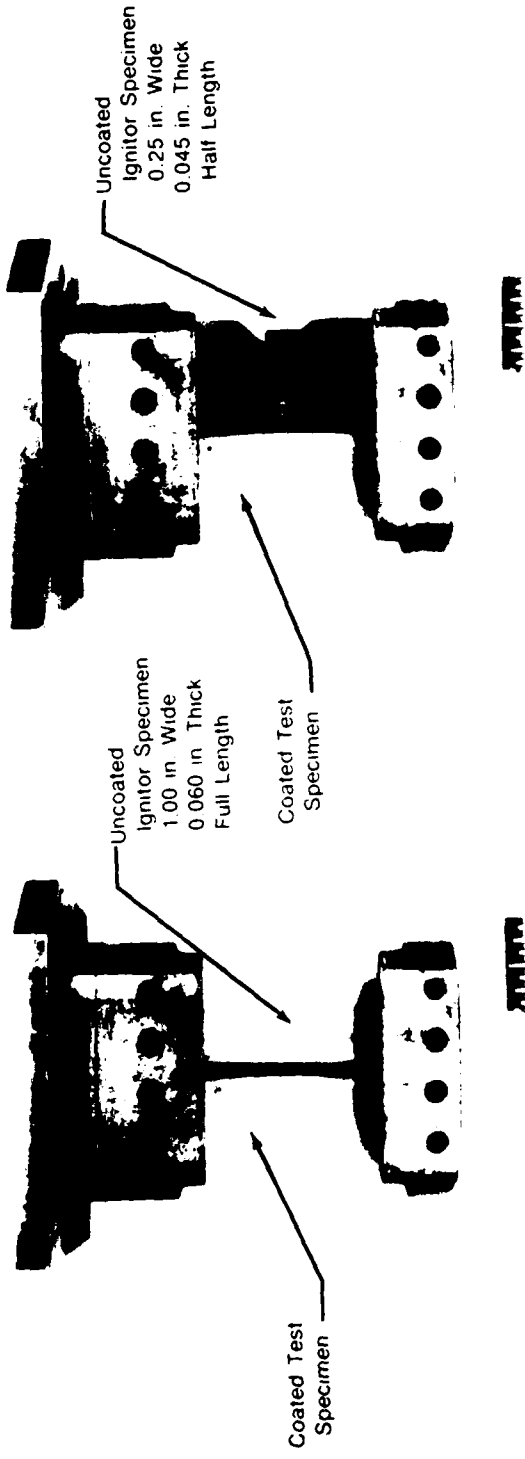 Coated Test
Specimen
Uncoated
Ignitor Specimen
1.00 in. Wide
0.060 in Thick
Full Length
Coated Test
Specimen
Uncoated
Ignitor Specimen
0.25 in. Wide
0.045 in. Thick
Half Length